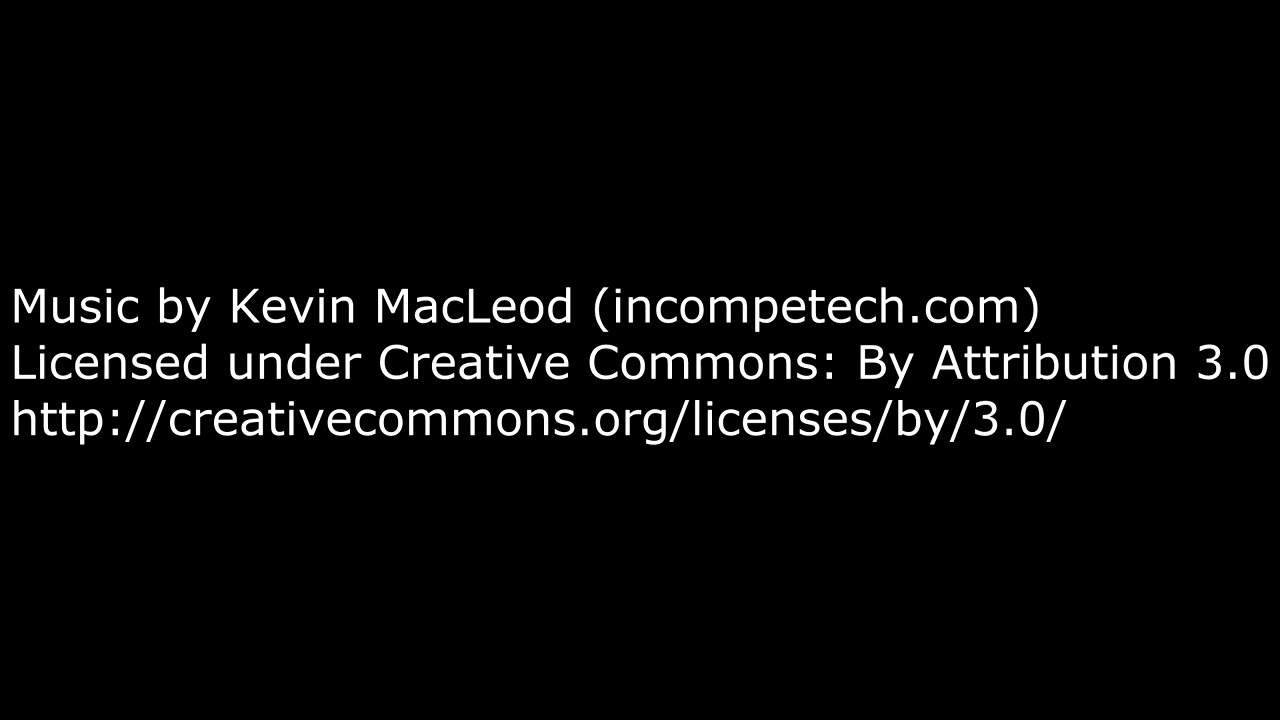 Music by Kevin MacLeod (incompetech.com)
Licensed under Creative Commons: By Attribution 3.0
http://creativecommons.org/licenses/by/3.0/